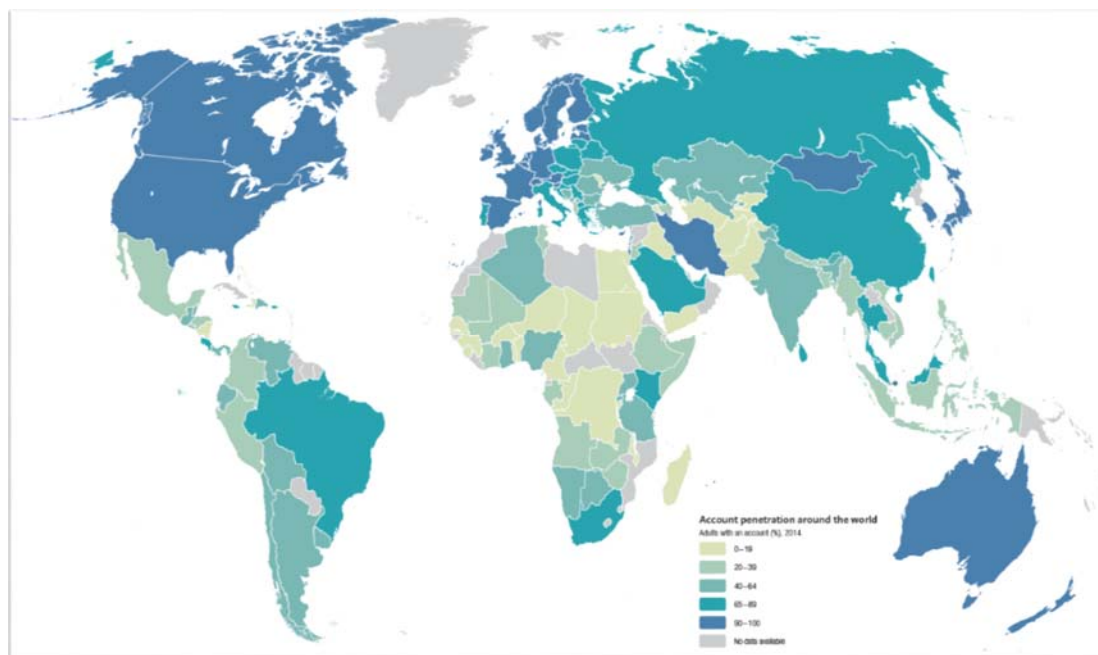 Account penetration around the world
Adults with an account (%), 2014
0–19
20–39
40–64
65–89
90–100
No data available